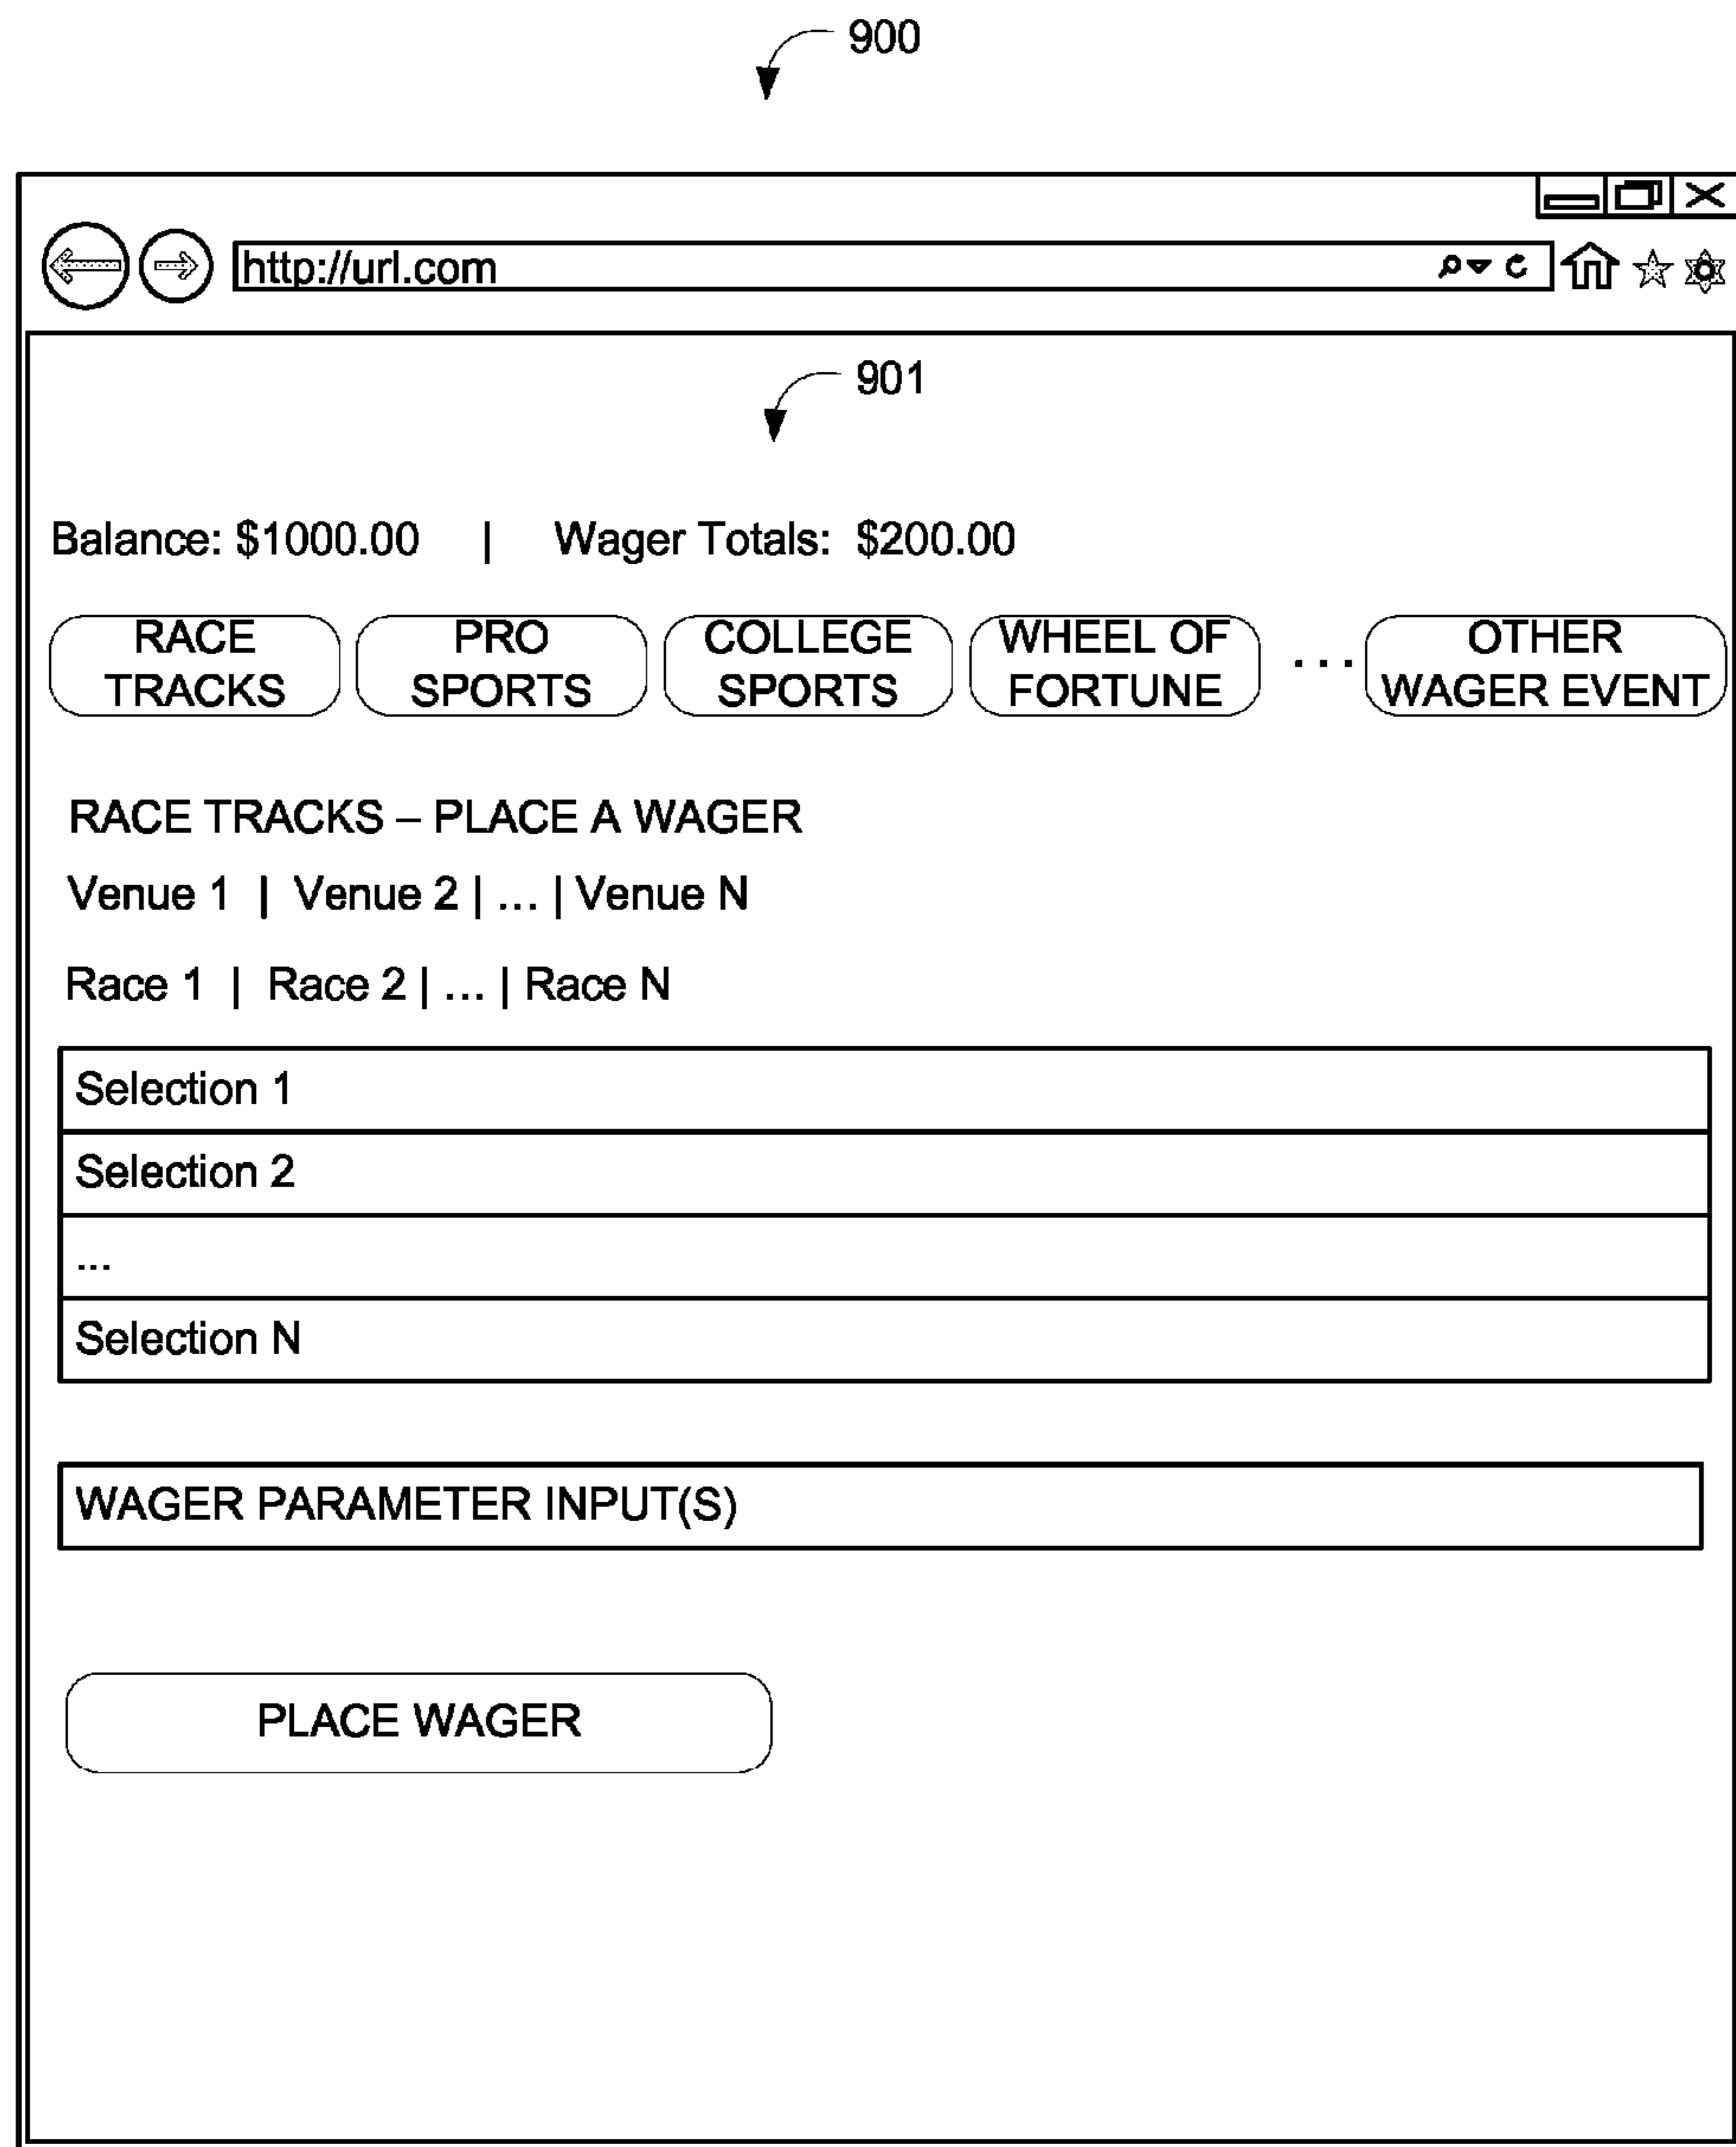 900
http://url.com
901
Balance: $1000.00 | Wager Totals: $200.00
RACE TRACKS
PRO SPORTS
COLLEGE SPORTS
WHEEL OF FORTUNE
...
OTHER WAGER EVENT
RACE TRACKS – PLACE A WAGER
Venue 1 | Venue 2 | ... | Venue N
Race 1 | Race 2 | ... | Race N
Selection 1
Selection 2
...
Selection N
WAGER PARAMETER INPUT(S)
PLACE WAGER